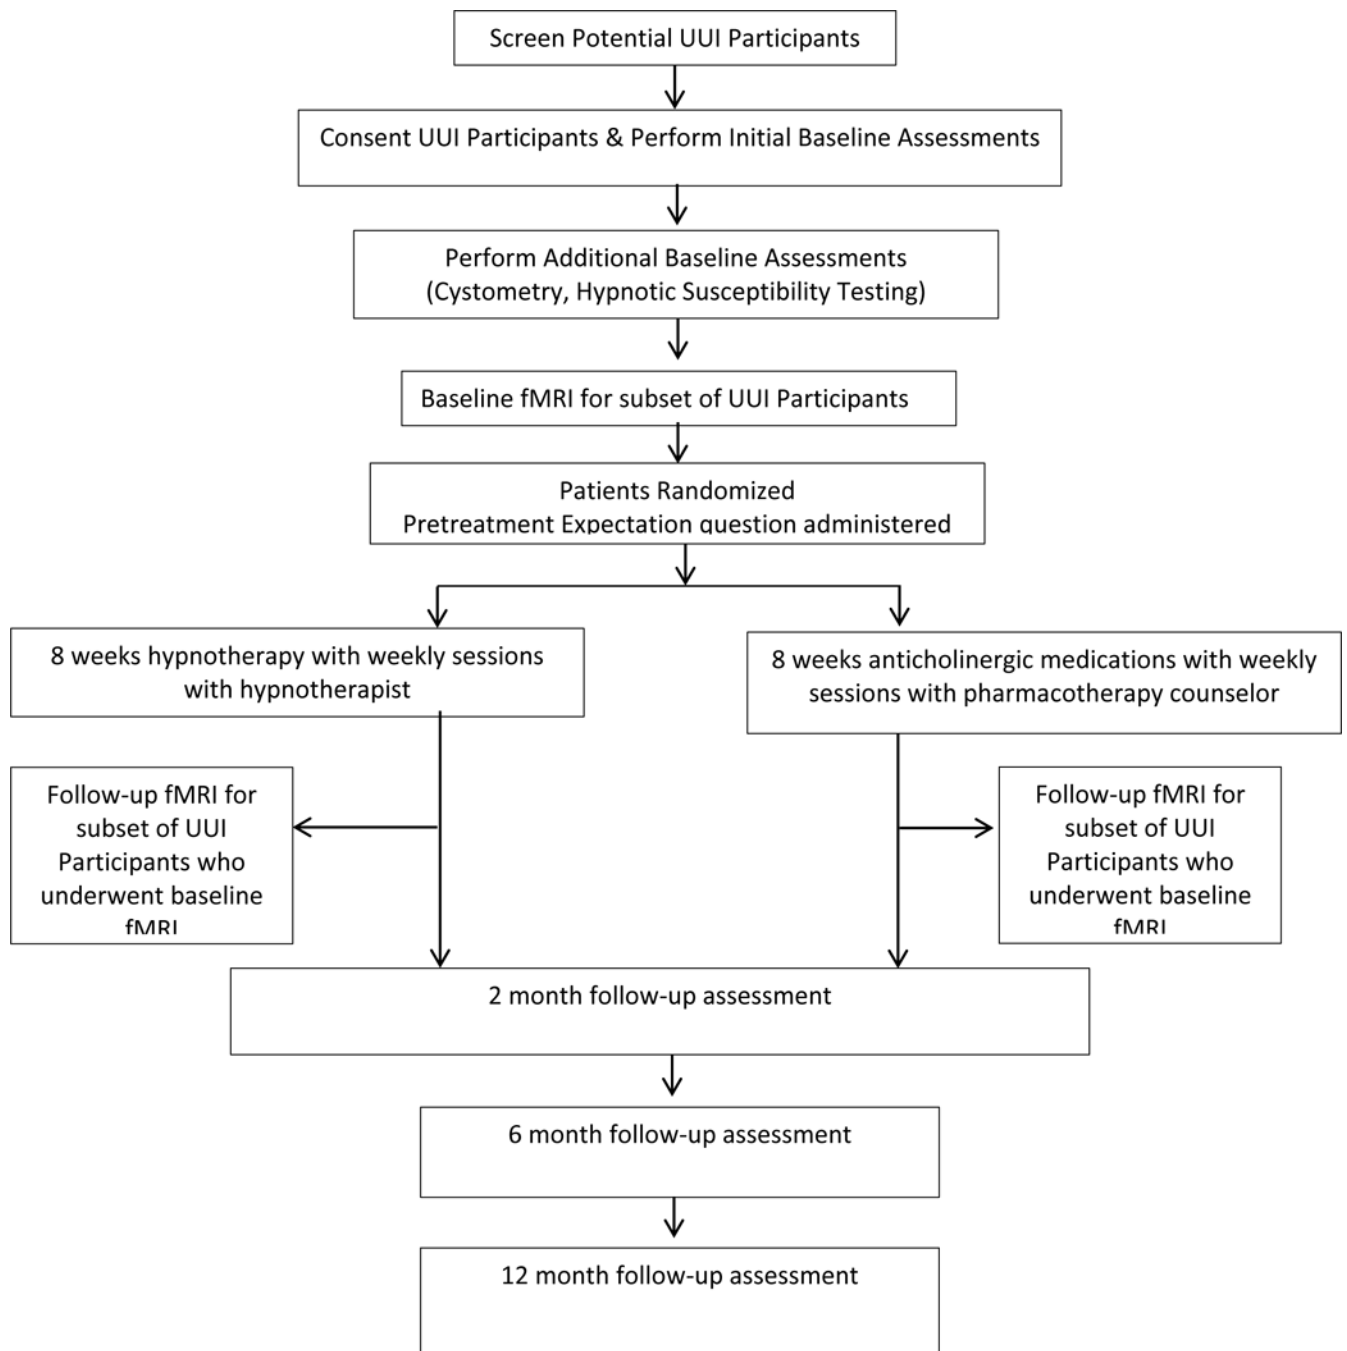 Screen Potential UUI Participants
Consent UUI Participants & Perform Initial Baseline Assessments
Perform Additional Baseline Assessments
(Cystometry, Hypnotic Susceptibility Testing)
Baseline fMRI for subset of UUI Participants
Patients Randomized
Pretreatment Expectation question administered
8 weeks hypnotherapy with weekly sessions
with hypnotherapist
8 weeks anticholinergic medications with weekly
sessions with pharmacotherapy counselor
Follow-up fMRI for
subset of UUI
Participants who
underwent baseline
fMRI
Follow-up fMRI for
subset of UUI
Participants who
underwent baseline
fMRI
2 month follow-up assessment
6 month follow-up assessment
12 month follow-up assessment